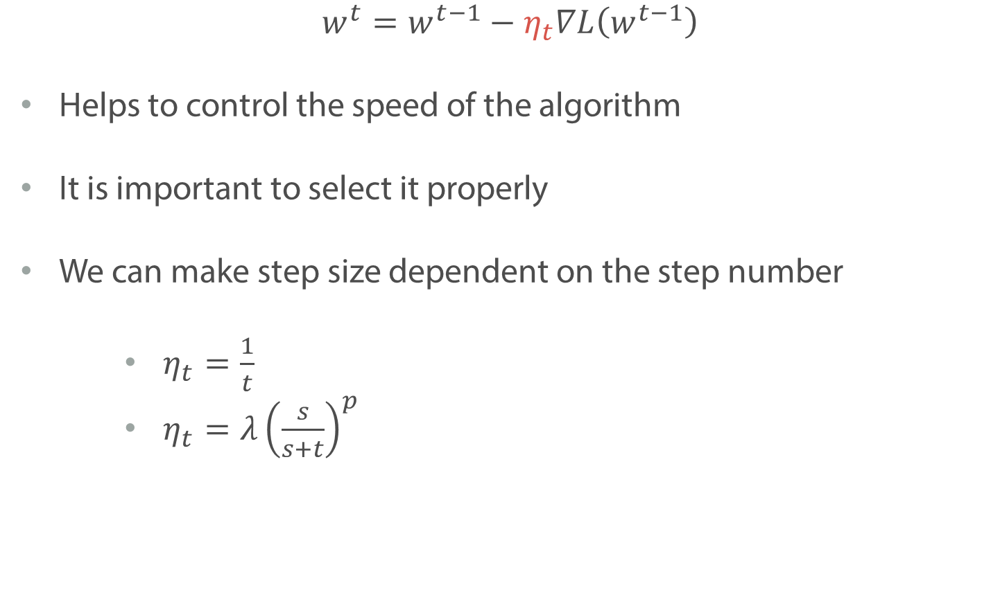 $w^t = w^{t-1} - \eta_t \nabla L(w^{t-1})$
• Helps to control the speed of the algorithm
• It is important to select it properly
• We can make step size dependent on the step number
• $\eta_t = \frac{1}{t}$
• $\eta_t = \lambda \left(\frac{s}{s+t}\right)^p$